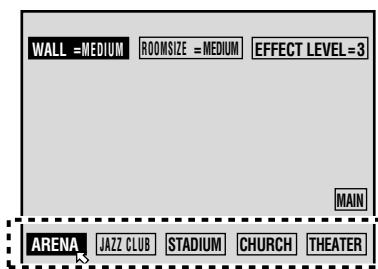 WALL =MEDIUM ROOMSIZE =MEDIUM EFFECT LEVEL=3
MAIN
ARENA JAZZ CLUB STADIUM CHURCH THEATER